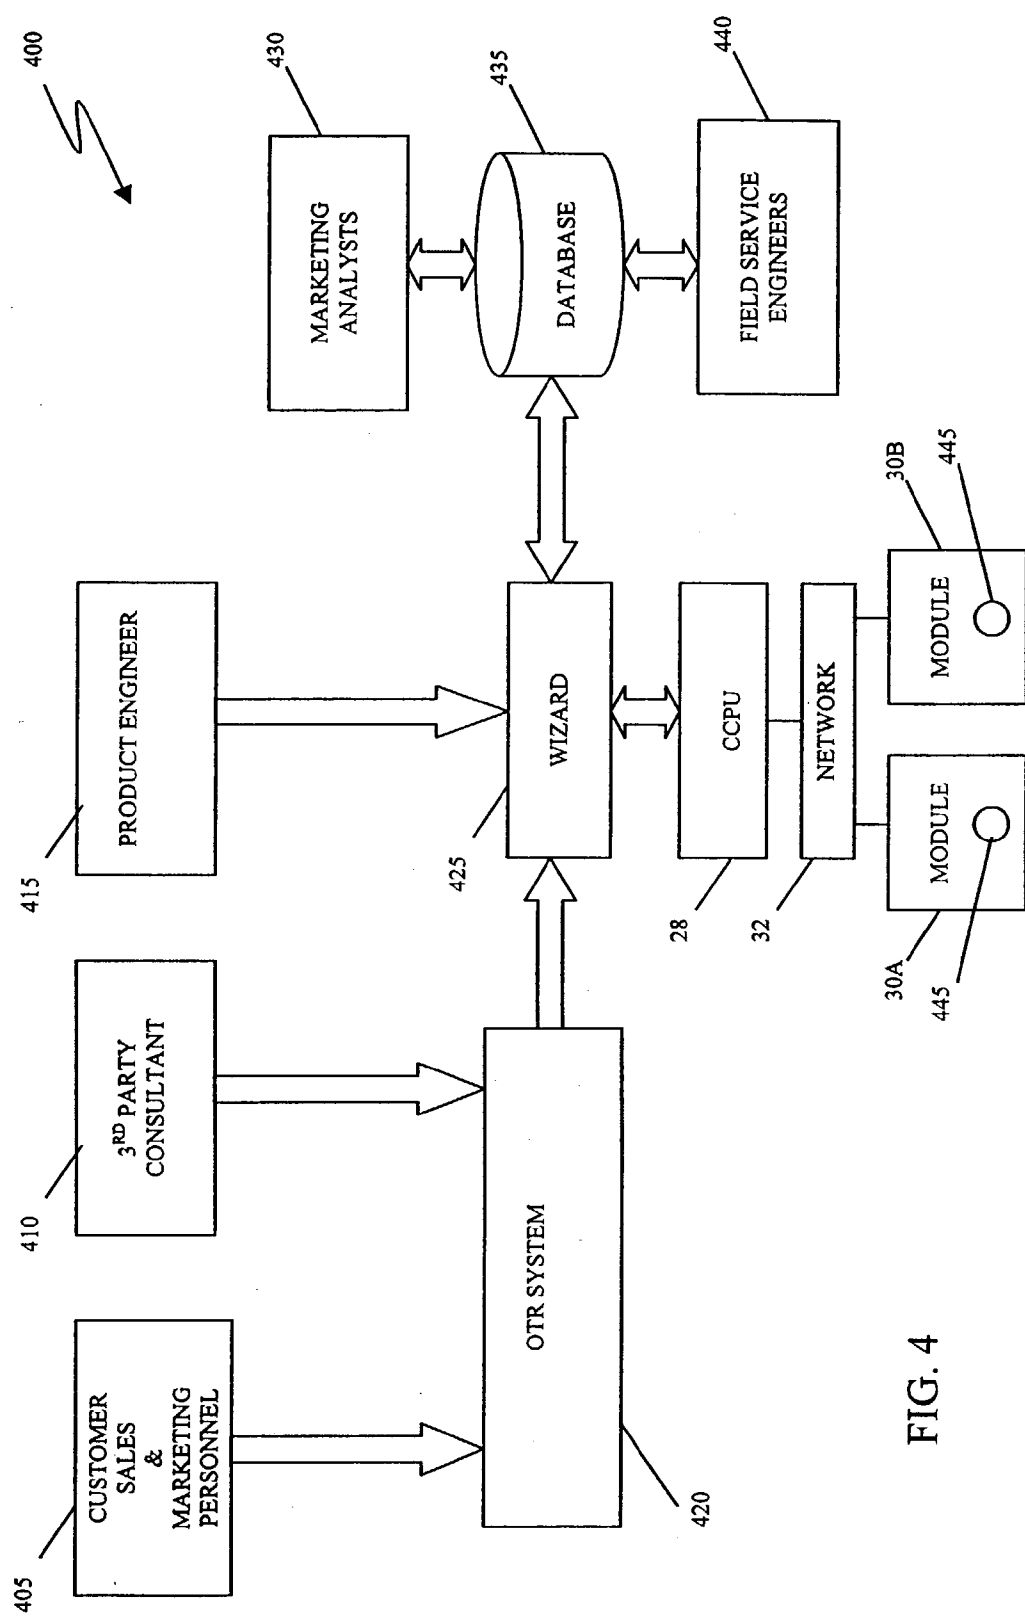 400
405
CUSTOMER
SALES
&
MARKETING
PERSONNEL
410
3RD PARTY
CONSULTANT
415
PRODUCT ENGINEER
430
MARKETING
ANALYSTS
420
OTR SYSTEM
425
WIZARD
435
DATABASE
28
CCPU
440
FIELD SERVICE
ENGINEERS
32
NETWORK
30A
MODULE
445
30B
MODULE
445
FIG. 4